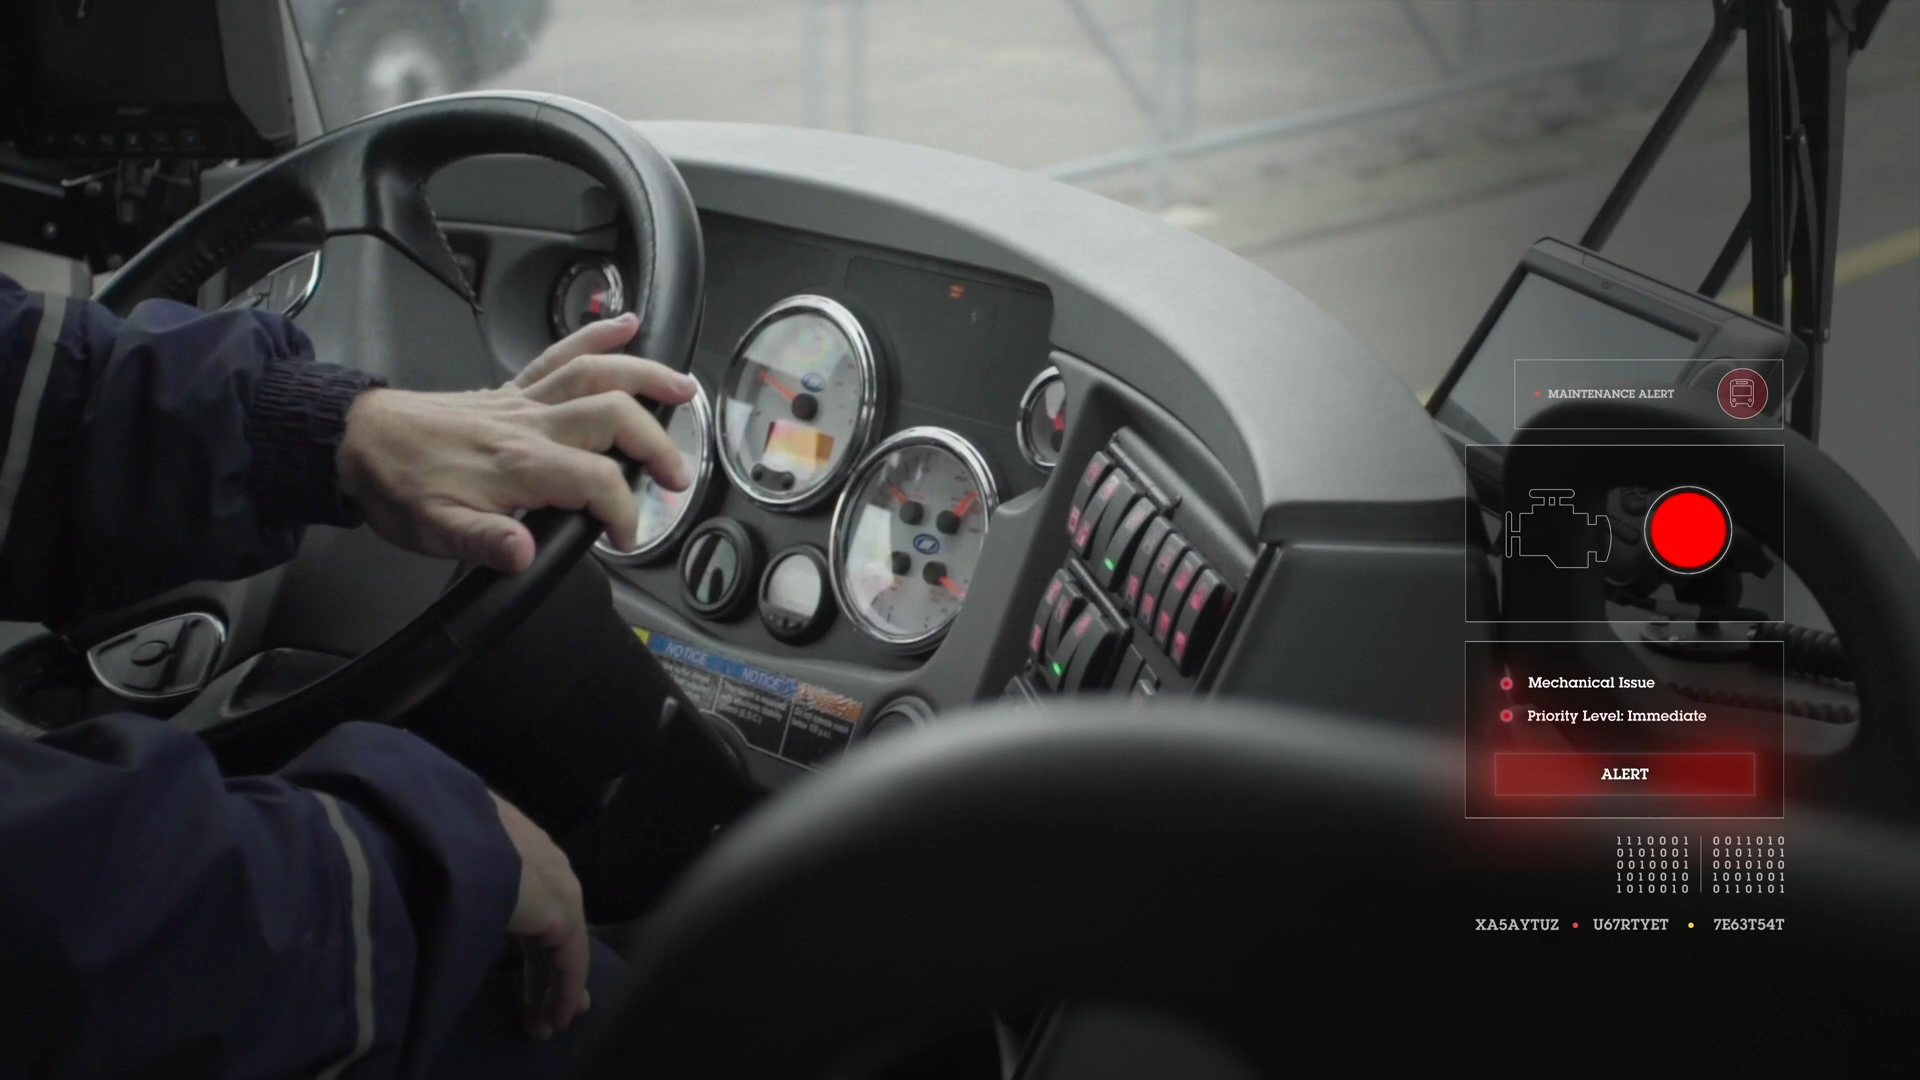 MAINTENANCE ALERT
Mechanical Issue
Priority Level: Immediate
ALERT
1110001 0011010
0101001 0101101
0010001 0010100
1010010 1001001
1010010 0110101
XA5AYTUZ • U67RTYET • 7E63T54T
NOTICE
NOTICE